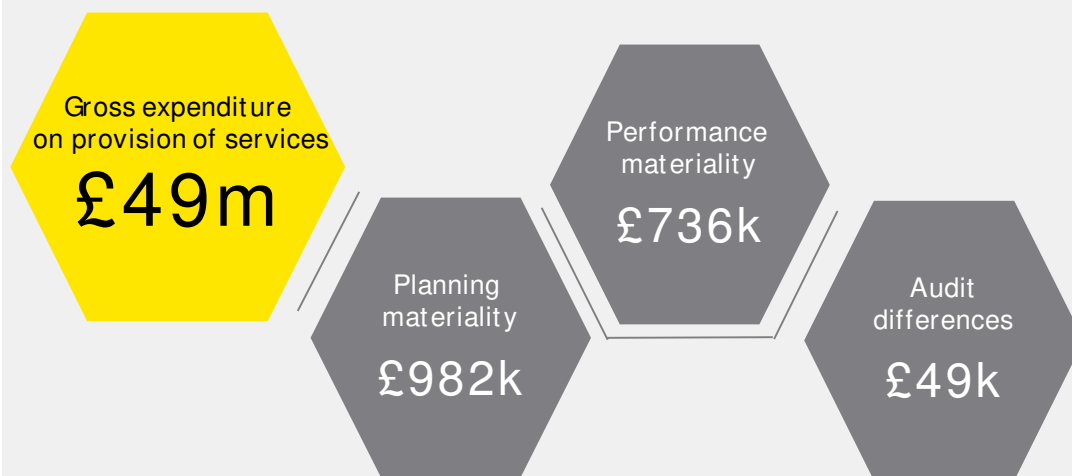 Gross expenditure
on provision of services
£49m
Planning
materiality
£982k
Performance
materiality
£736k
Audit
differences
£49k